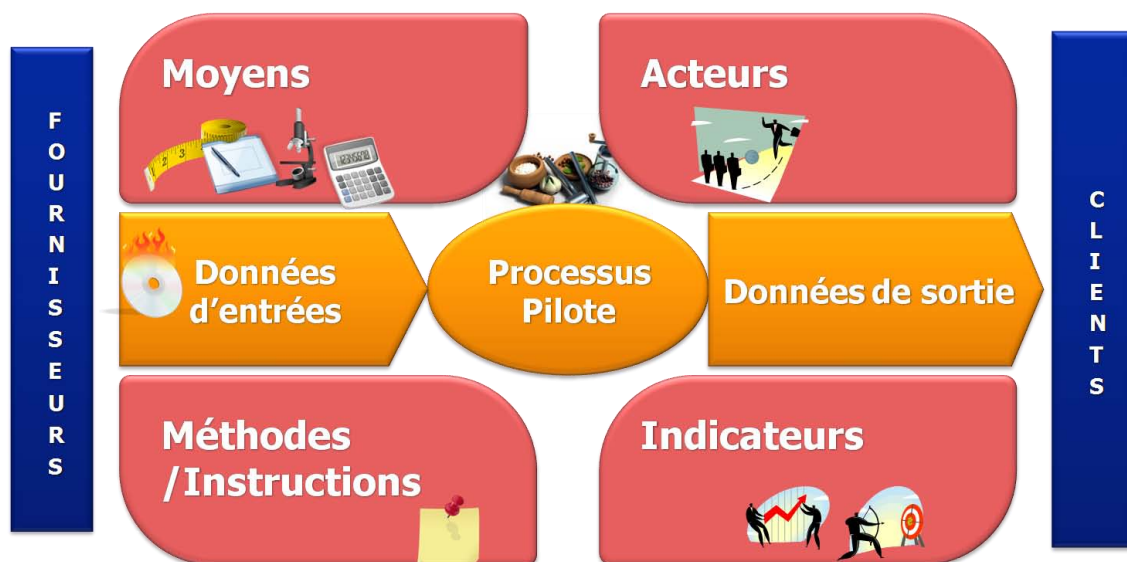 Moyens
Acteurs
FOURNISSEURS
Données
d'entrées
Processus
Pilote
Données de sortie
CLIENTS
Méthodes
/Instructions
Indicateurs